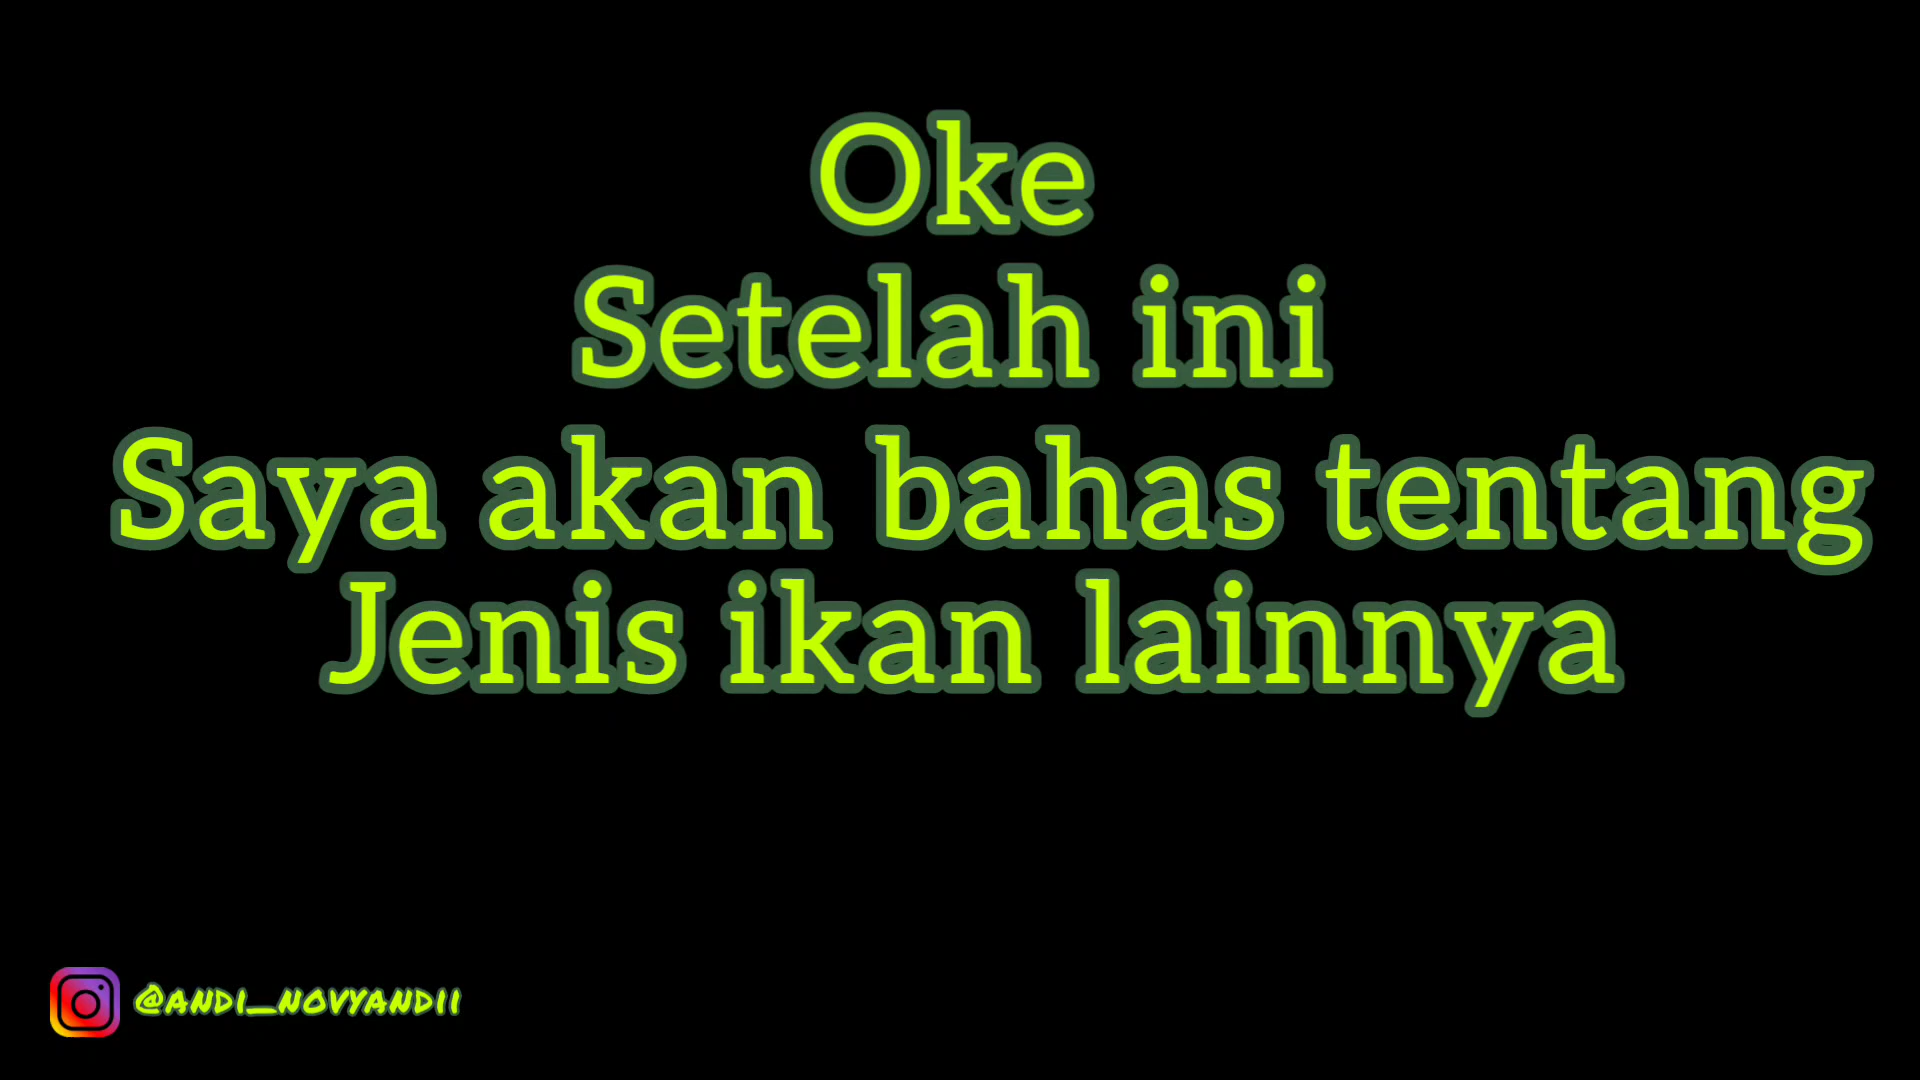 Oke
Setelah ini
Saya akan bahas tentang
Jenis ikan lainnya
@ANDI_NOVYANDII